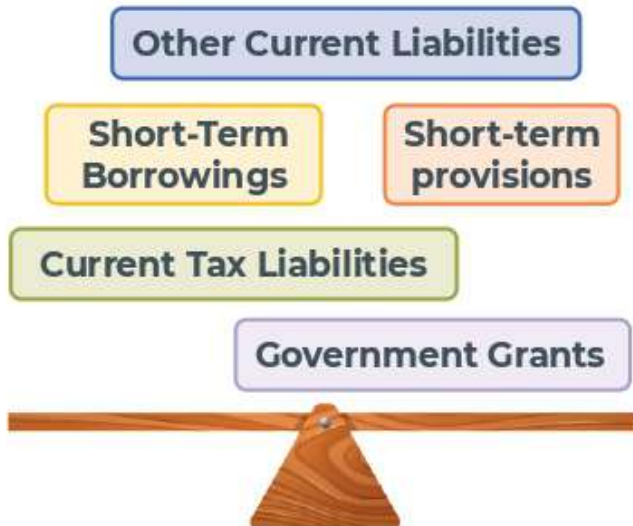 Other Current Liabilities
Short-Term
Borrowings
Short-term
provisions
Current Tax Liabilities
Government Grants